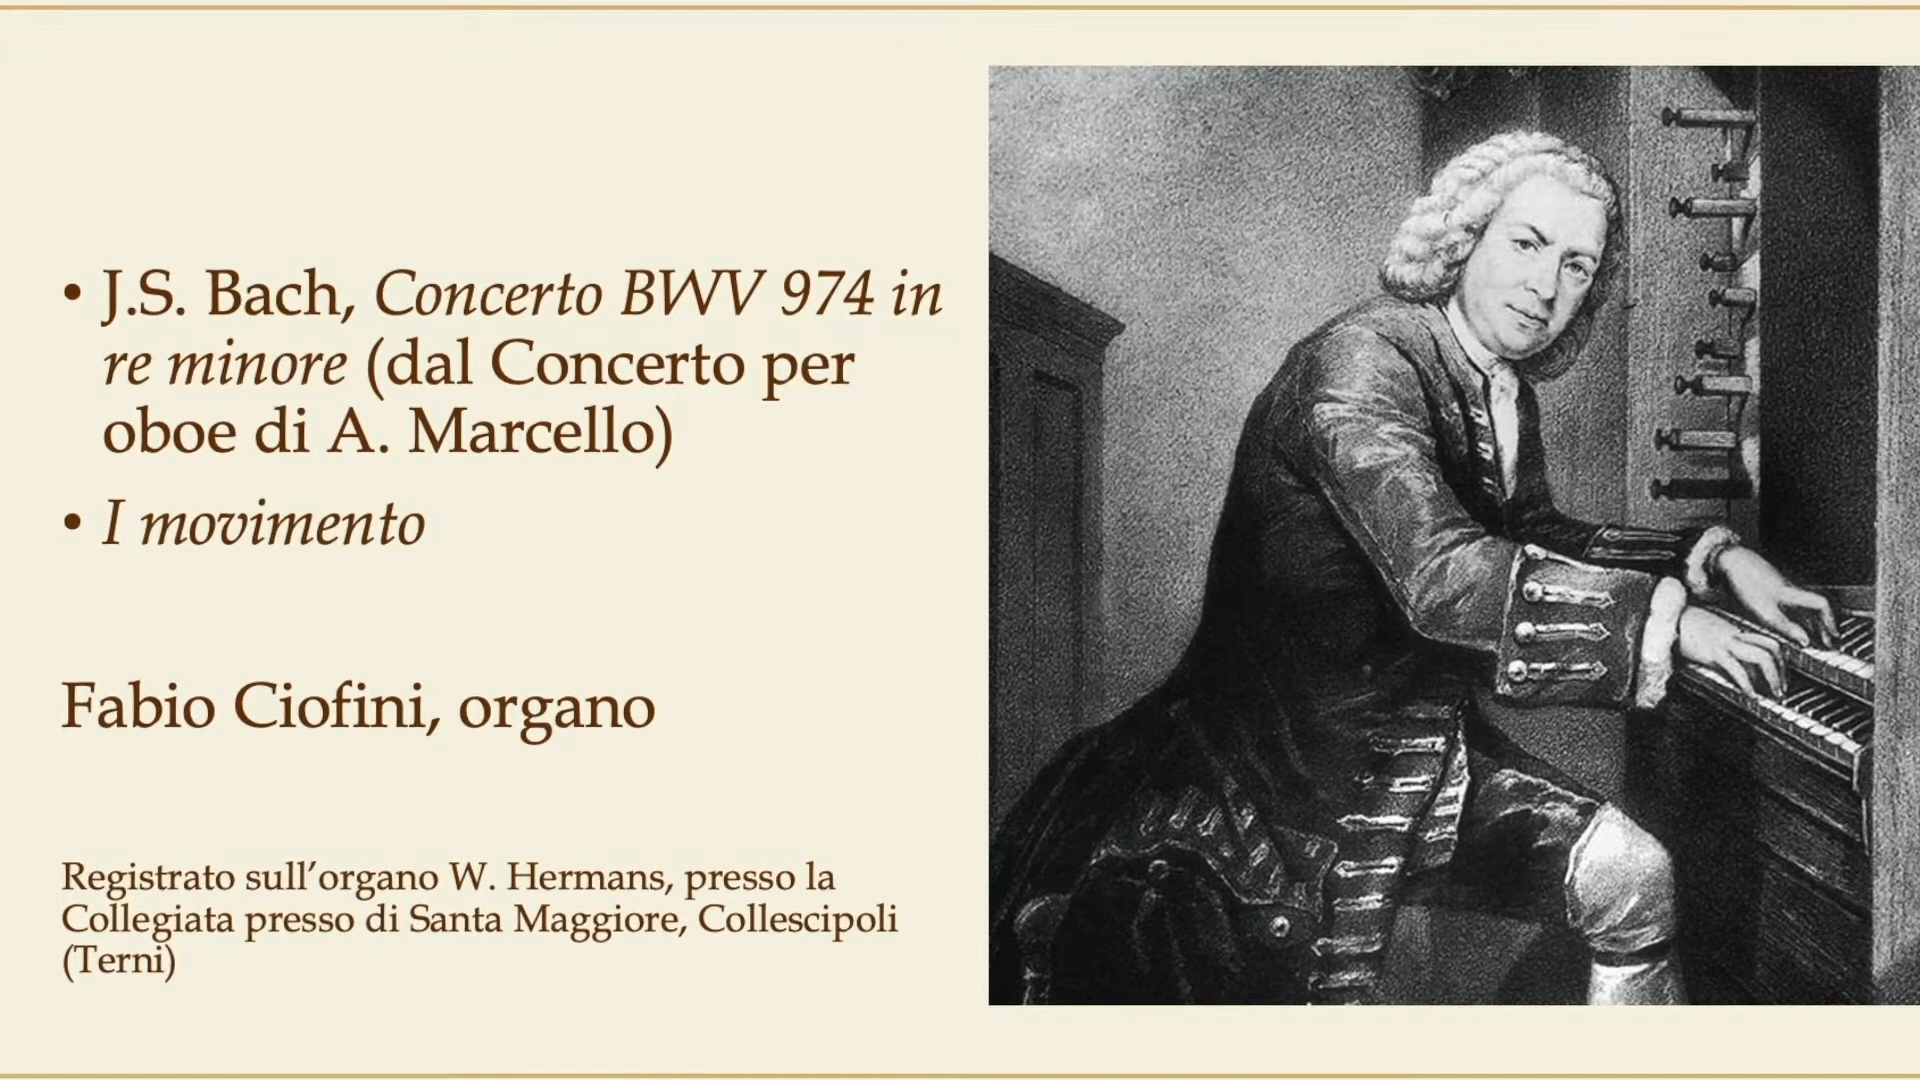 • J.S. Bach, Concerto BWV 974 in
re minore (dal Concerto per
oboe di A. Marcello)
• I movimento
Fabio Ciofini, organo
Registrato sull’organo W. Hermans, presso la
Collegiata presso di Santa Maggiore, Collescipoli
(Terni)